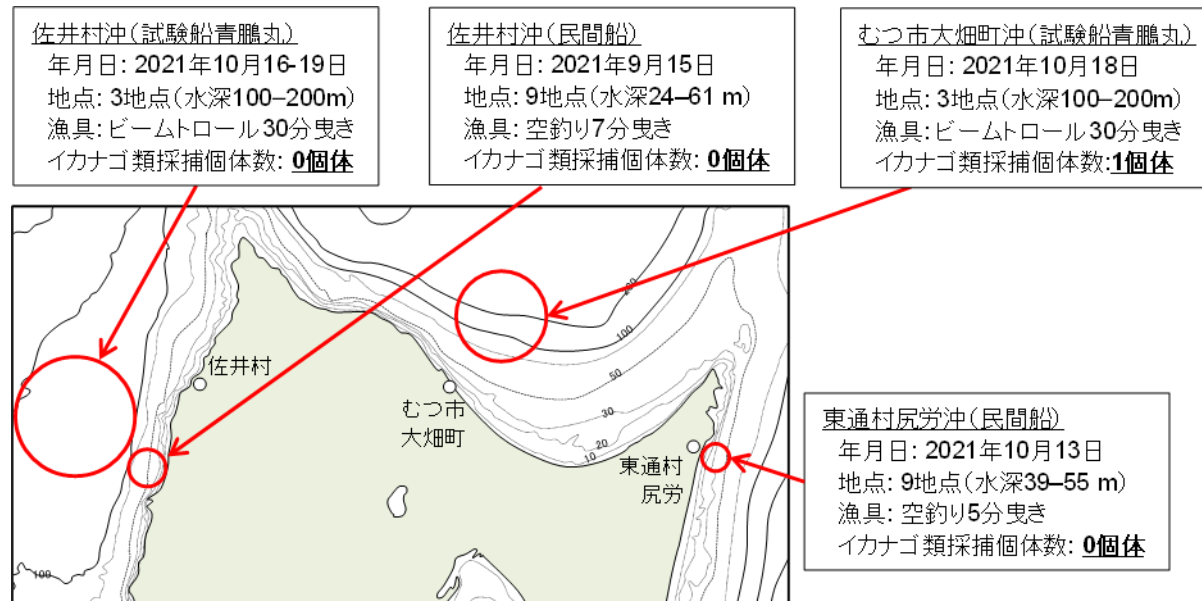 佐井村沖(試験船青鵬丸)
年月日: 2021年10月16-19日
地点: 3地点(水深100–200m)
漁具: ビームトロール30分曳き
イカナゴ類採捕個体数: 0個体
佐井村沖(民間船)
年月日: 2021年9月15日
地点: 9地点(水深24–61 m)
漁具: 空釣り7分曳き
イカナゴ類採捕個体数: 0個体
むつ市大畑町沖(試験船青鵬丸)
年月日: 2021年10月18日
地点: 3地点(水深100–200m)
漁具: ビームトロール30分曳き
イカナゴ類採捕個体数:1個体
200
100
佐井村
50
むつ市
大畑町
30
20
10
東通村
尻労
100
東通村尻労沖(民間船)
年月日: 2021年10月13日
地点: 9地点(水深39–55 m)
漁具: 空釣り5分曳き
イカナゴ類採捕個体数: 0個体